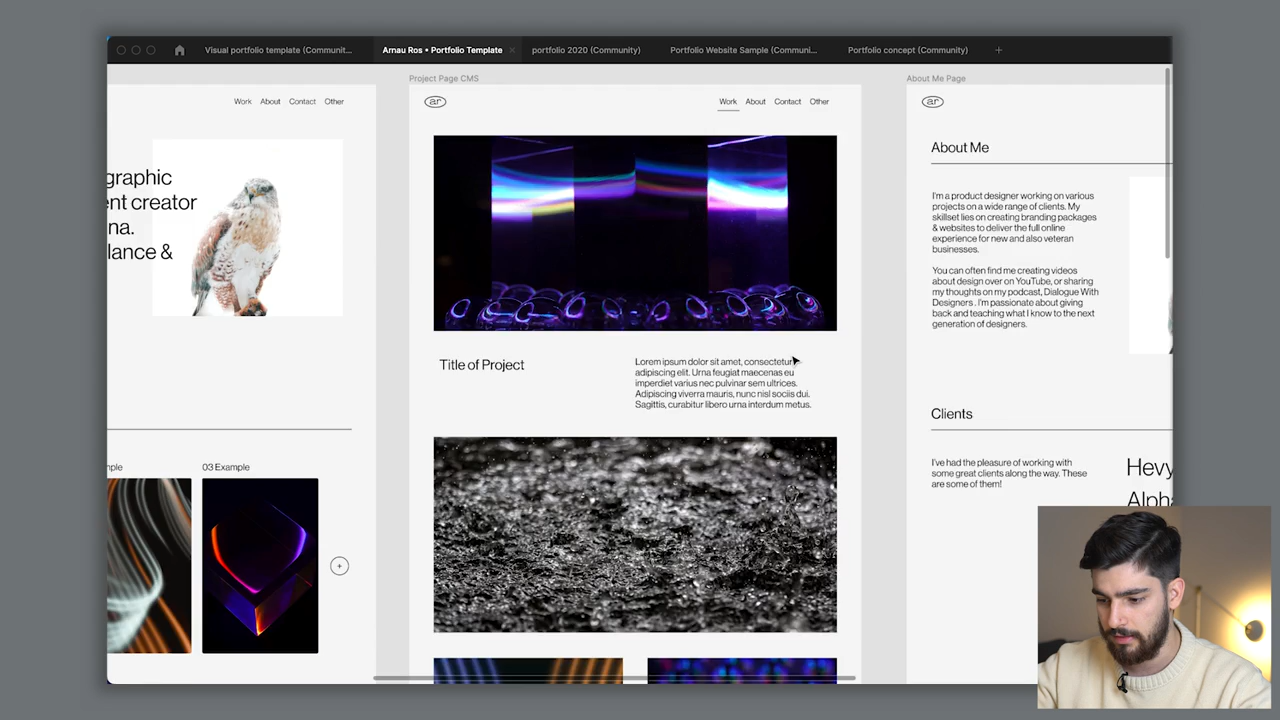 Visual portfolio template (Communit...
Arnau Ros • Portfolio Template
portfolio 2020 (Community)
Portfolio Website Sample (Communi...
Portfolio concept (Community)
Work About Contact Other
graphic
ent creator
na.
lance &
mple
03 Example
Project Page CMS
ar
Work About Contact Other
Title of Project
Lorem ipsum dolor sit amet, consectetur
adipiscing elit. Urna feugiat maecenas eu
imperdiet varius nec pulvinar sem ultrices.
Adipiscing viverra mauris, nunc nisl sociis dui.
Sagittis, curabitur libero urna interdum metus.
About Me Page
ar
About Me
I'm a product designer working on various
projects on a wide range of clients. My
skillset lies on creating branding packages
& websites to deliver the full online
experience for new and also veteran
businesses.
You can often find me creating videos
about design over on YouTube, or sharing
my thoughts on my podcast, Dialogue With
Designers . I'm passionate about giving
back and teaching what I know to the next
generation of designers.
Clients
I've had the pleasure of working with
some great clients along the way. These
are some of them!
Hevy
Alpha